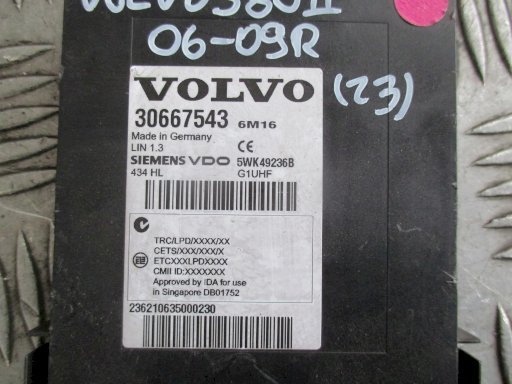 06-09R
(23)
VOLVO
30667543 6M16
Made in Germany
LIN 1.3 CE
SIEMENS VDO 5WK49236B
434 HL G1UHF
TRC/LPD/XXXX/XX
CETS/XXX/XXX/X
ETCXXXLPDXXXX
CMII ID:XXXXXXX
Approved by IDA for use
in Singapore DB01752
236210635000230